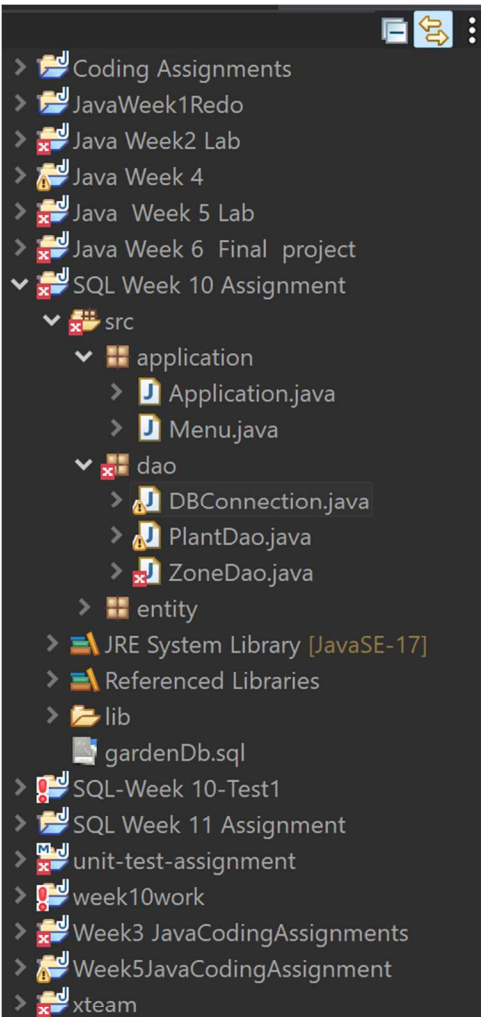 Coding Assignments
JavaWeek1Redo
Java Week2 Lab
Java Week 4
Java  Week 5 Lab
Java Week 6  Final  project
SQL Week 10 Assignment
src
application
Application.java
Menu.java
dao
DBConnection.java
PlantDao.java
ZoneDao.java
entity
JRE System Library [JavaSE-17]
Referenced Libraries
lib
gardenDb.sql
SQL-Week 10-Test1
SQL Week 11 Assignment
unit-test-assignment
week10work
Week3 JavaCodingAssignments
Week5JavaCodingAssignment
xteam